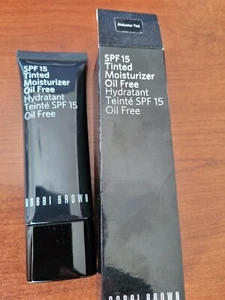 SPF 15
Tinted
Moisturizer
Oil Free
Hydratant
Teinté SPF 15
Oil Free
BOBBI BROWN
Tint
SPF 15
Tinted
Moisturizer
Oil Free
Hydratant
Teinté SPF 15
Oil Free
BOBBI BROWN